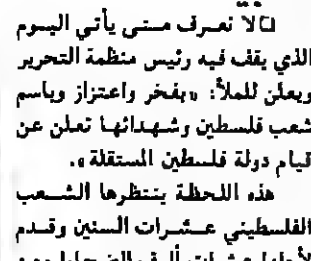 لا نعرف متى يأتي اليوم
الذي يقف فيه رئيس منظمة التحرير
ويعلن للملأ: «بفخر واعتزاز وباسم
شعب فلسطين وشهدائها تعلن عن
قيام دولة فلسطين المستقلة».
هذه اللحظة ينتظرها الشعب
الفلسطيني عشرات السنين وقدم